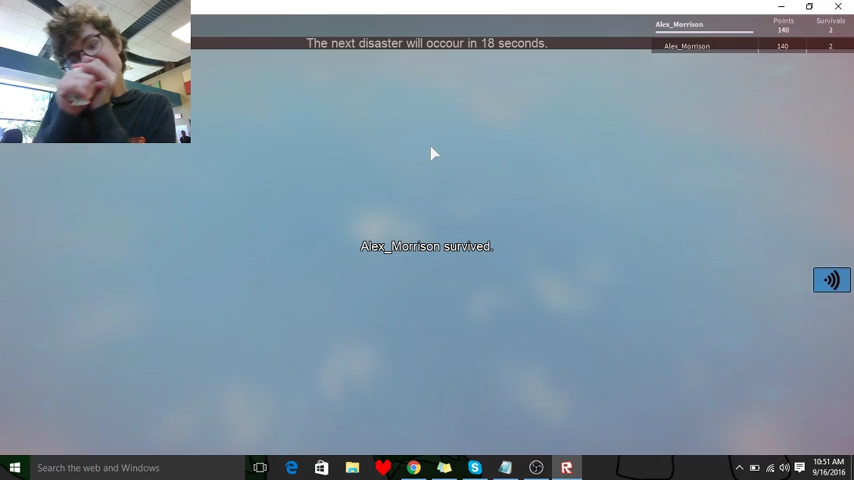 Alex_Morrison
Points
140
Survivals
2
The next disaster will occour in 18 seconds.
Alex_Morrison 140 2
Alex_Morrison survived.
Search the web and Windows
10:51 AM
9/16/2016